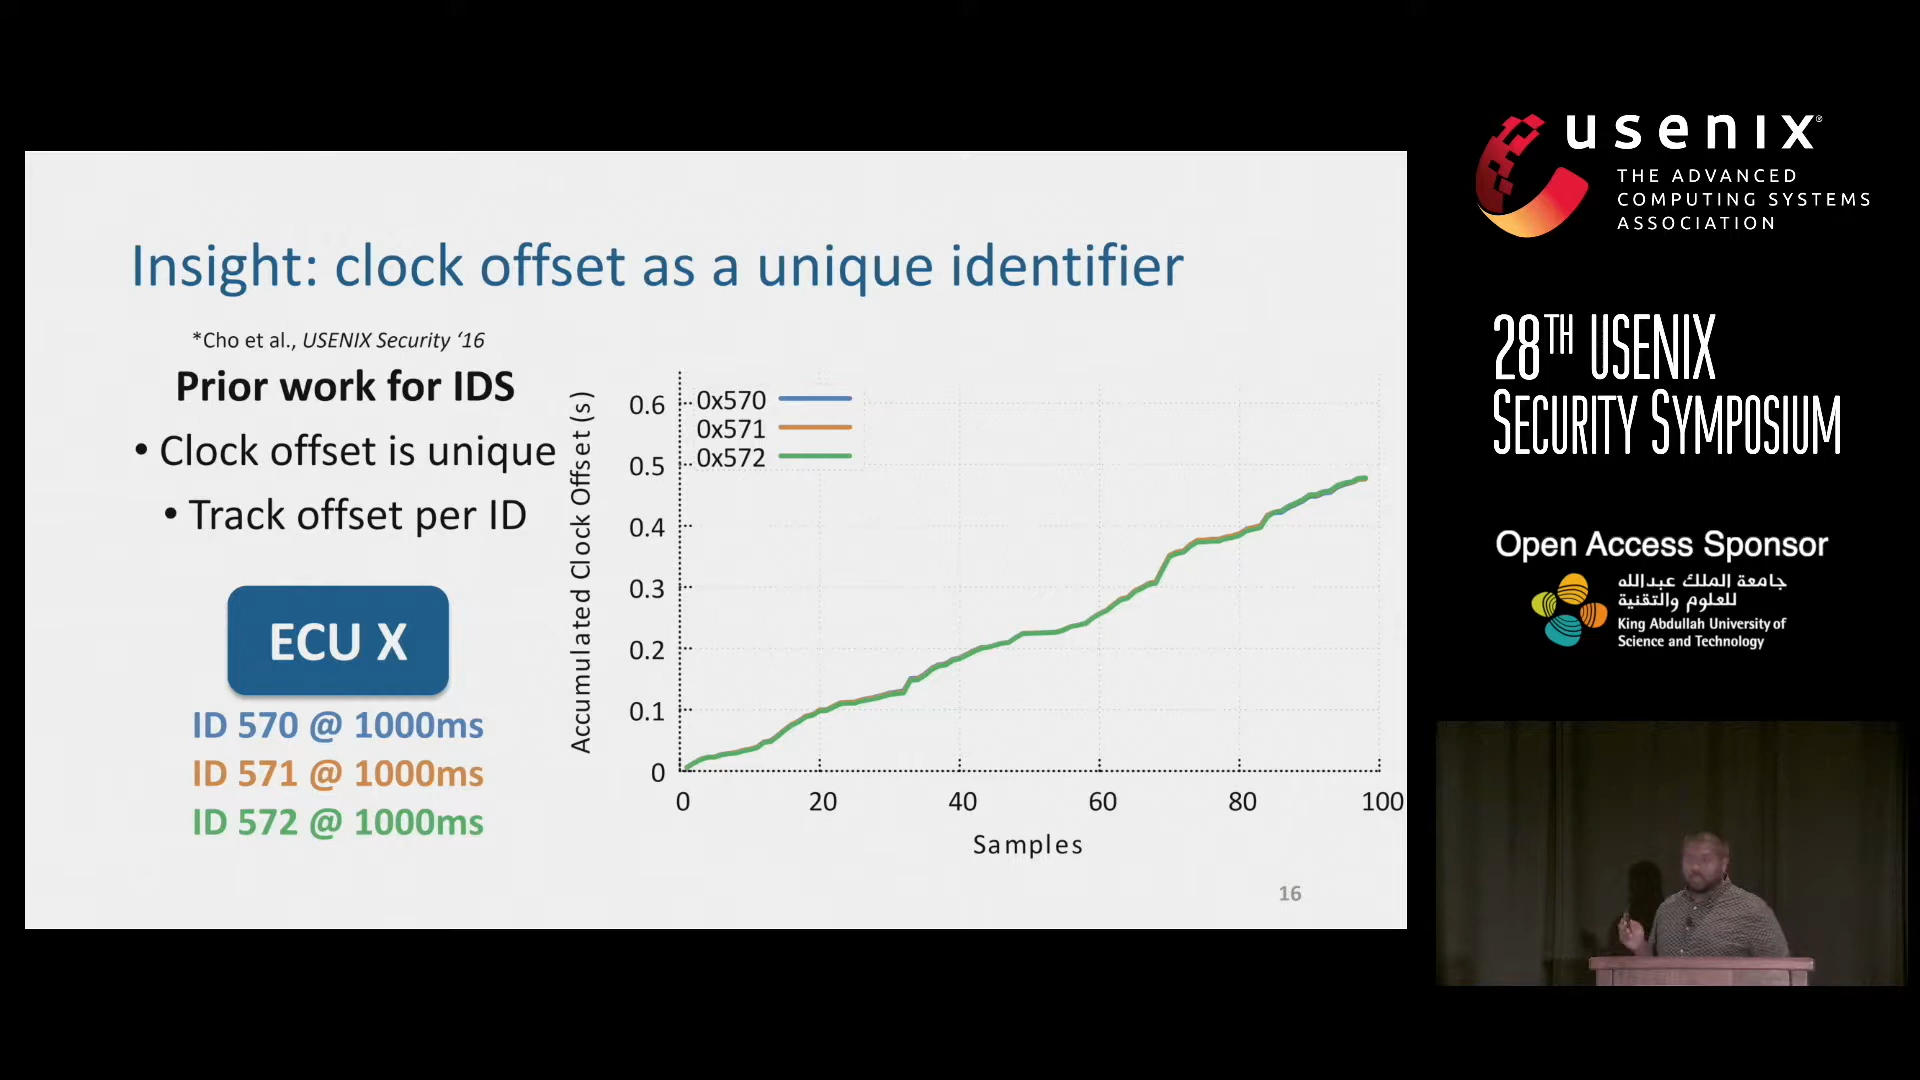 Insight: clock offset as a unique identifier
*Cho et al., USENIX Security ‘16
Prior work for IDS
• Clock offset is unique
• Track offset per ID
ECU X
ID 570 @ 1000ms
ID 571 @ 1000ms
ID 572 @ 1000ms
Accumulated Clock Offset (s)
0.6
0.5
0.4
0.3
0.2
0.1
0
0x570
0x571
0x572
0 20 40 60 80 100
Samples
16
usenix®
THE ADVANCED
COMPUTING SYSTEMS
ASSOCIATION
28TH USENIX
SECURITY SYMPOSIUM
Open Access Sponsor
جامعة الملك عبدالله
للعلوم والتقنية
King Abdullah University of
Science and Technology